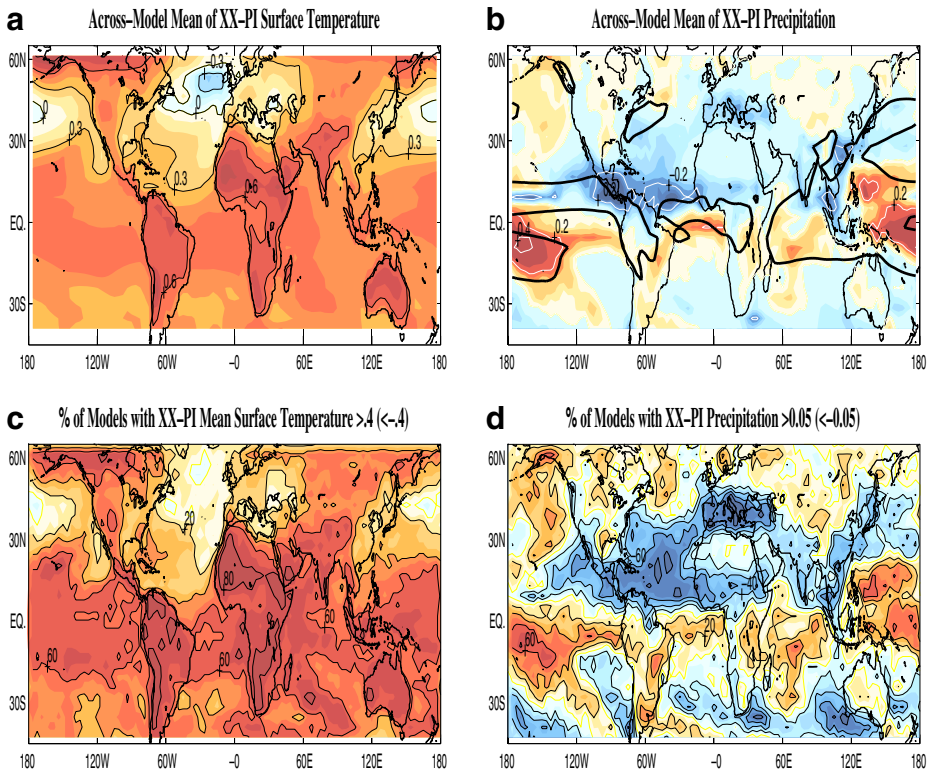 a
Across–Model Mean of XX–PI Surface Temperature
60N
30N
EQ.
30S
180 120W 60W –0 60E 120E 180
–0.3
0
0
0.3
0.3
0.3
0.6
0.6
b
Across–Model Mean of XX–PI Precipitation
60N
30N
EQ.
30S
180 120W 60W –0 60E 120E 180
–0.2
0.2
0.2
0.4
c
% of Models with XX–PI Mean Surface Temperature >.4 (<–.4)
60N
30N
EQ.
30S
180 120W 60W –0 60E 120E 180
20
80
60
60
60
d
% of Models with XX–PI Precipitation >0.05 (<–0.05)
60N
30N
EQ.
30S
180 120W 60W –0 60E 120E 180
60
20
60